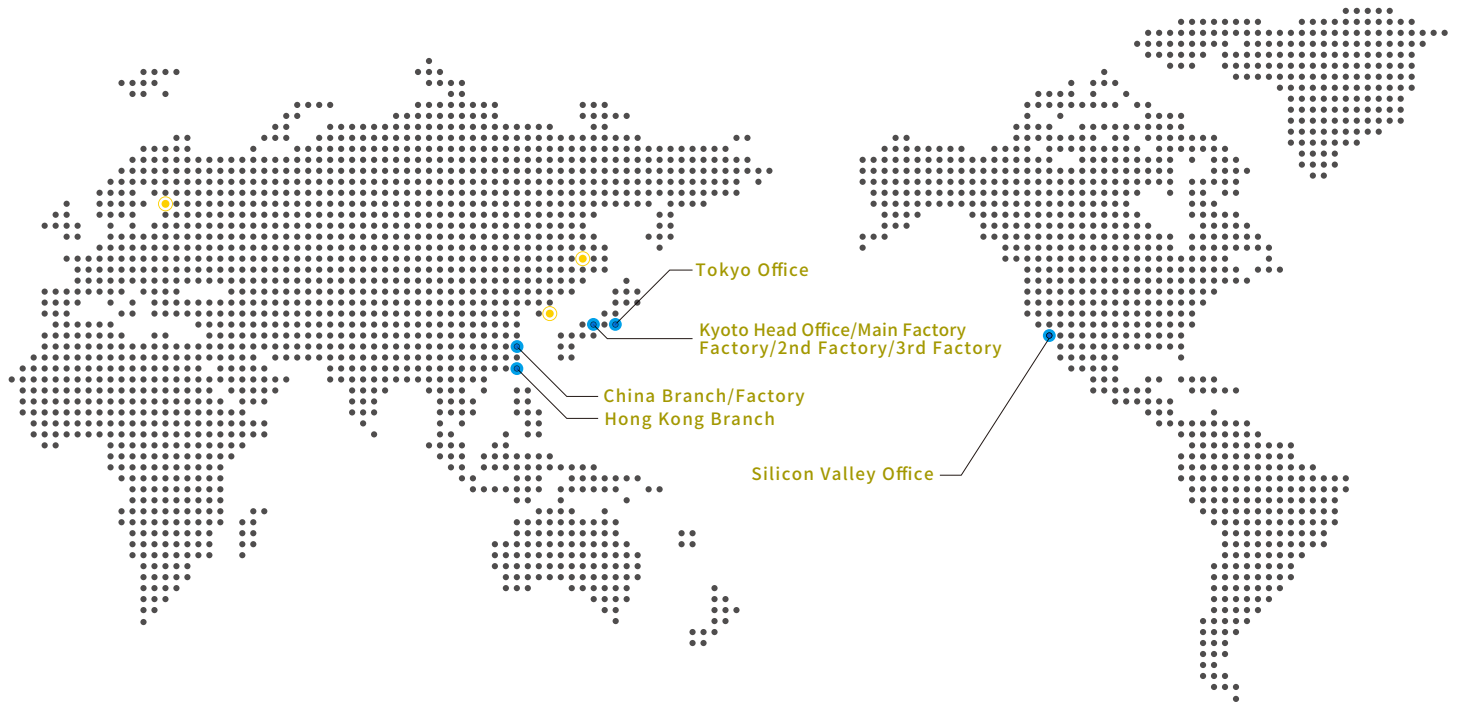 Tokyo Office
Kyoto Head Office/Main Factory
Factory/2nd Factory/3rd Factory
China Branch/Factory
Hong Kong Branch
Silicon Valley Office